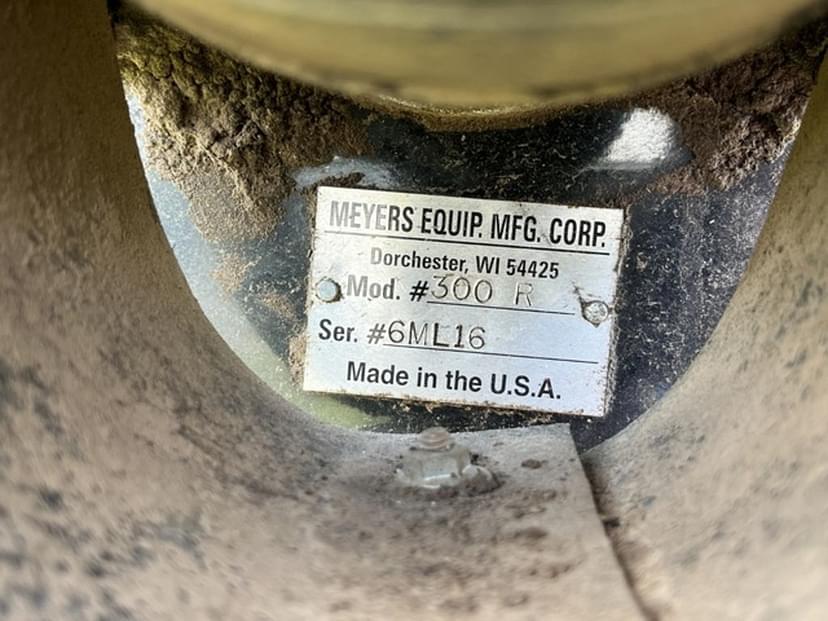 MEYERS EQUIP. MFG. CORP.
Dorchester, WI 54425
Mod. #300 R
Ser. #6ML16
Made in the U.S.A.